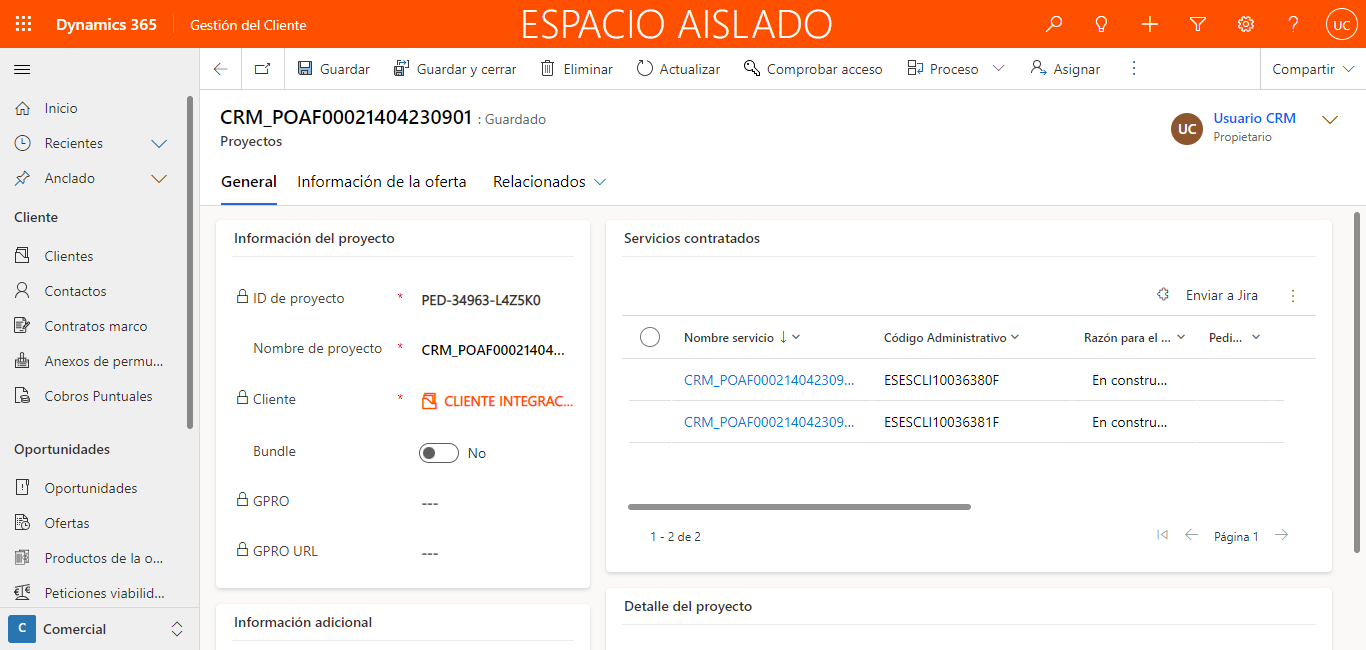 Dynamics 365 Gestión del Cliente ESPACIO AISLADO UC
Guardar Guardar y cerrar Eliminar Actualizar Comprobar acceso Proceso Asignar Compartir
Inicio
Recientes
Anclado
Cliente
Clientes
Contactos
Contratos marco
Anexos de permu...
Cobros Puntuales
Oportunidades
Oportunidades
Ofertas
Productos de la o...
Peticiones viabilid...
C Comercial
CRM_POAF00021404230901 : Guardado
Proyectos
UC Usuario CRM
Propietario
General Información de la oferta Relacionados
Información del proyecto
ID de proyecto * PED-34963-L4Z5K0
Nombre de proyecto * CRM_POAF00021404...
Cliente * CLIENTE INTEGRAC...
Bundle No
GPRO ---
GPRO URL ---
Información adicional
Servicios contratados
Enviar a Jira
Nombre servicio Código Administrativo Razón para el ... Pedi...
CRM_POAF000214042309... ESESCLI10036380F En constru...
CRM_POAF000214042309... ESESCLI10036381F En constru...
1 - 2 de 2 Página 1
Detalle del proyecto